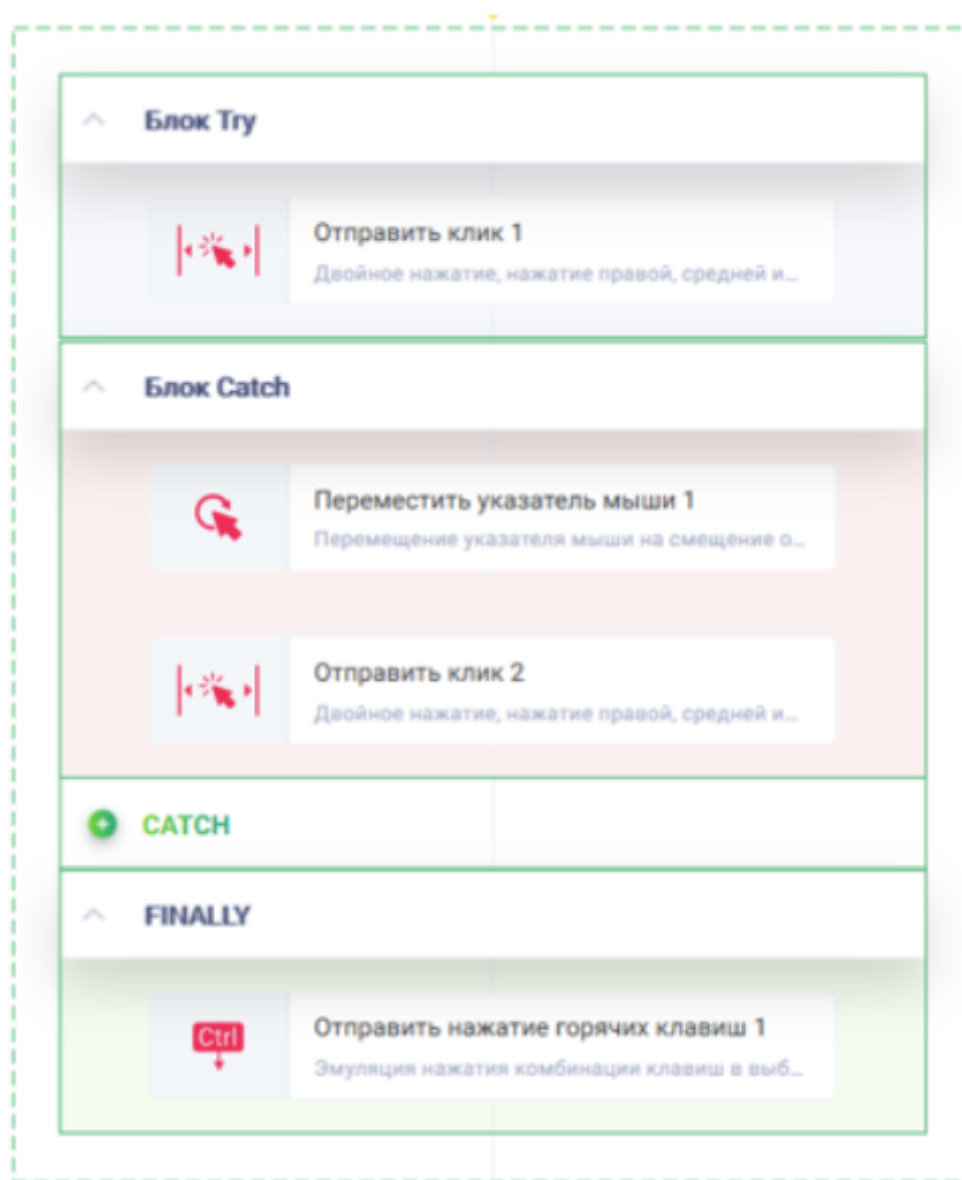 Блок Try
Отправить клик 1
Двойное нажатие, нажатие правой, средней и...
Блок Catch
Переместить указатель мыши 1
Перемещение указателя мыши на смещение о...
Отправить клик 2
Двойное нажатие, нажатие правой, средней и...
CATCH
FINALLY
Ctrl
Отправить нажатие горячих клавиш 1
Эмуляция нажатия комбинации клавиш в выб...